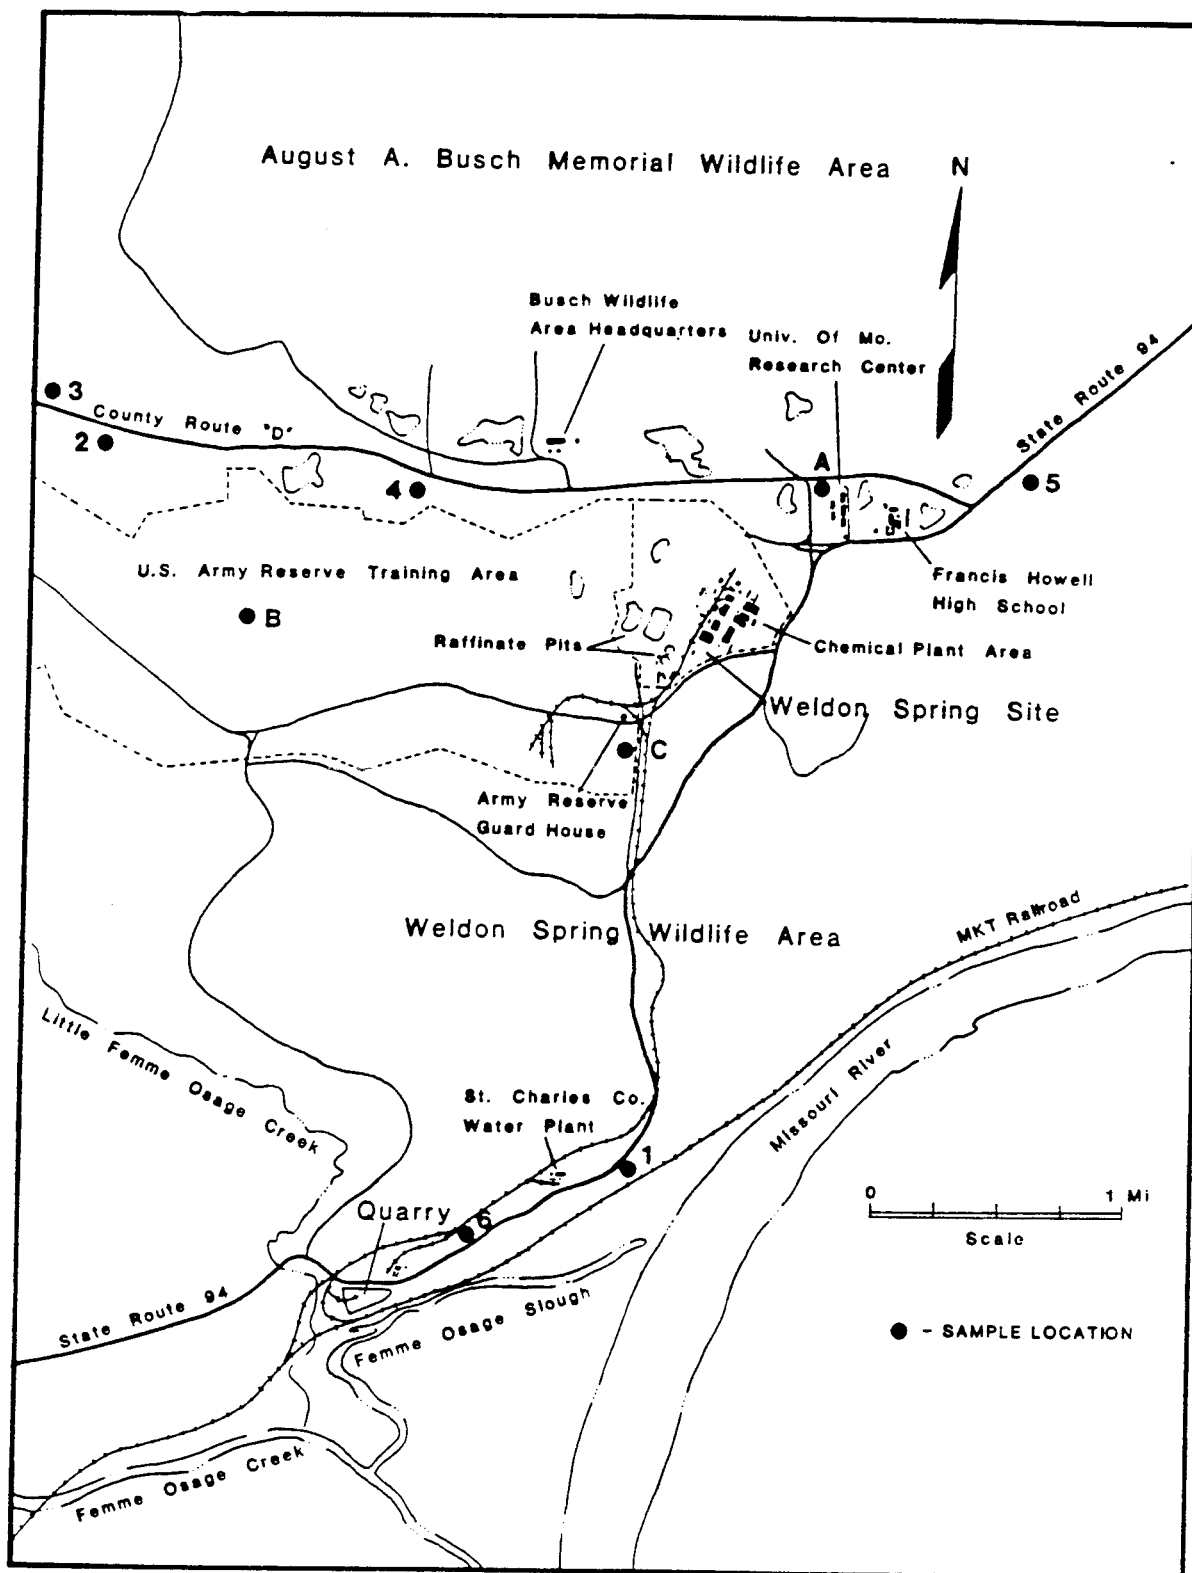 August A. Busch Memorial Wildlife Area
N
Busch Wildlife
Area Headquarters
Univ. Of Mo.
Research Center
State Route 94
3
County Route "D"
2
4
A
5
U.S. Army Reserve Training Area
B
Francis Howell
High School
Raffinate Pits
Chemical Plant Area
Weldon Spring Site
C
Army Reserve
Guard House
Weldon Spring Wildlife Area
MKT Railroad
Little Femme Osage Creek
Missouri River
St. Charles Co.
Water Plant
1
0 1 Mi
Scale
Quarry
6
State Route 94
Femme Osage Slough
- SAMPLE LOCATION
Femme Osage Creek